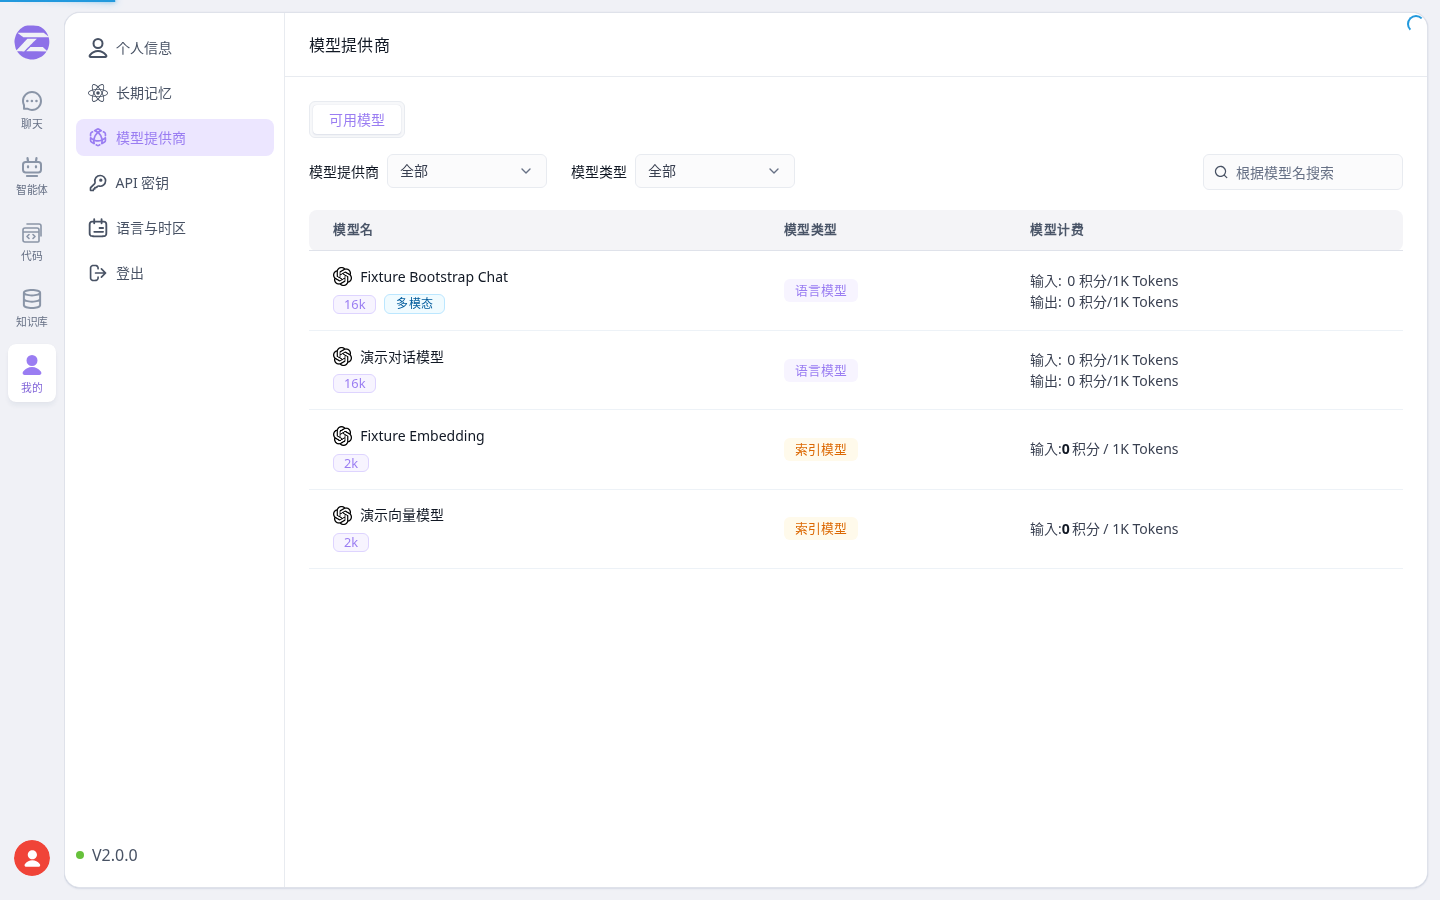 聊天
智能体
代码
知识库
我的
个人信息
长期记忆
模型提供商
API 密钥
语言与时区
登出
V2.0.0
模型提供商
可用模型
模型提供商 全部 模型类型 全部 根据模型名搜索
模型名 模型类型 模型计费
Fixture Bootstrap Chat
16k 多模态
语言模型
输入: 0 积分/1K Tokens
输出: 0 积分/1K Tokens
演示对话模型
16k
语言模型
输入: 0 积分/1K Tokens
输出: 0 积分/1K Tokens
Fixture Embedding
2k
索引模型
输入:0 积分 / 1K Tokens
演示向量模型
2k
索引模型
输入:0 积分 / 1K Tokens